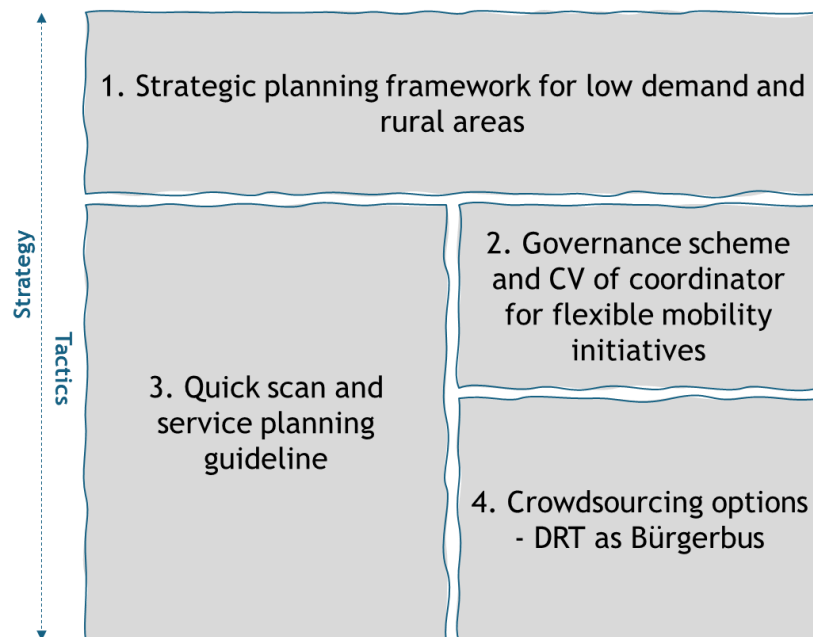 1. Strategic planning framework for low demand and
rural areas
Strategy
Tactics
2. Governance scheme
and CV of coordinator
for flexible mobility
initiatives
3. Quick scan and
service planning
guideline
4. Crowdsourcing options
- DRT as Bürgerbus